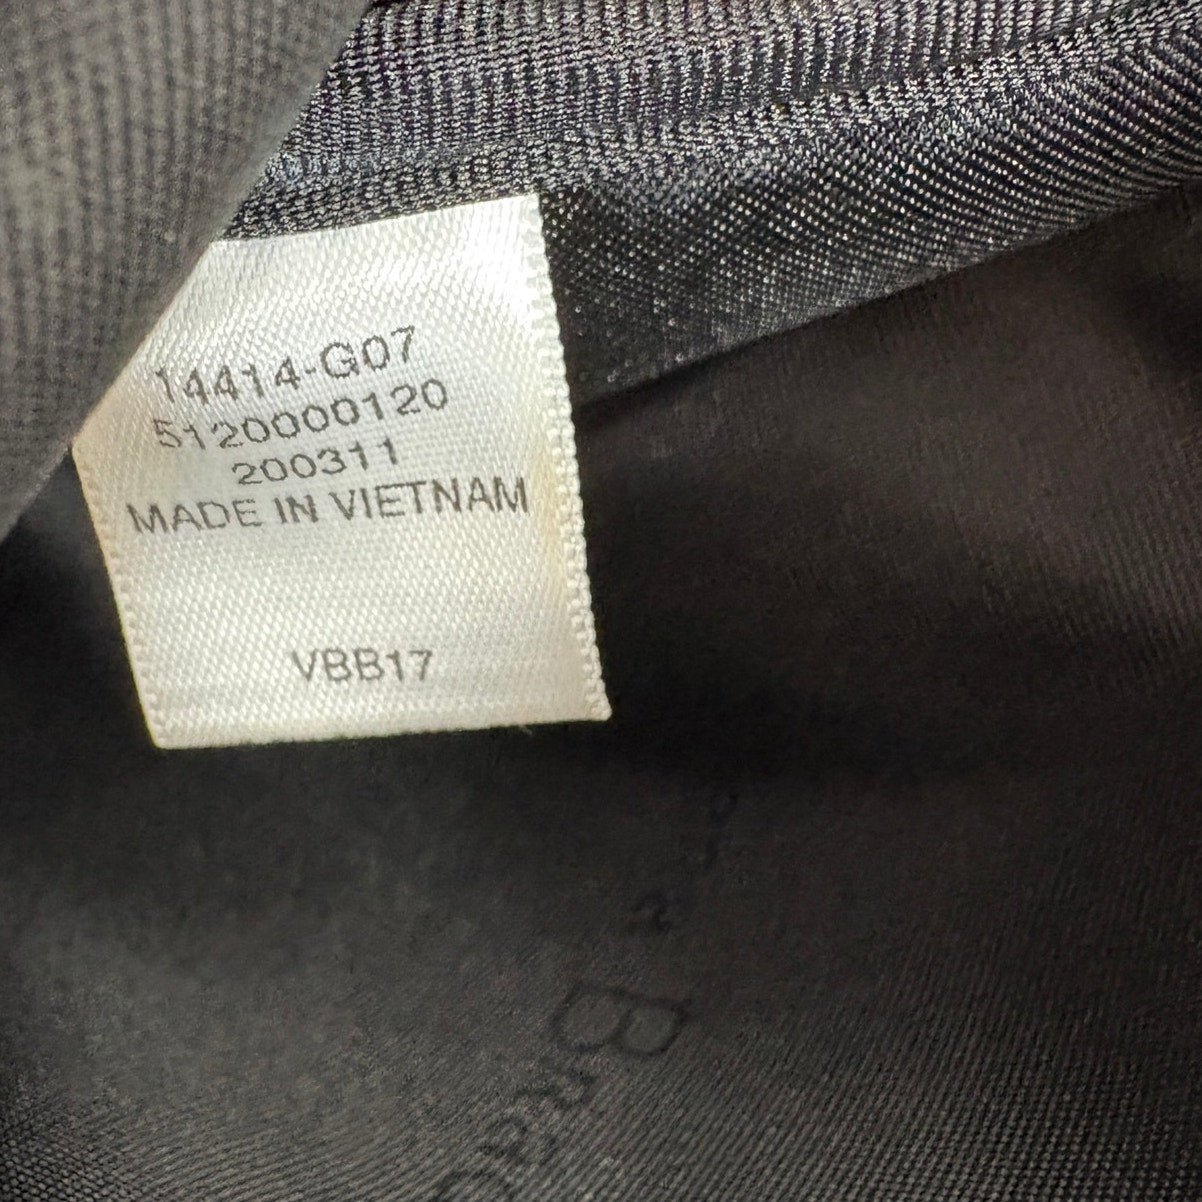 14414-G07
5120000120
200311
MADE IN VIETNAM
VBB17